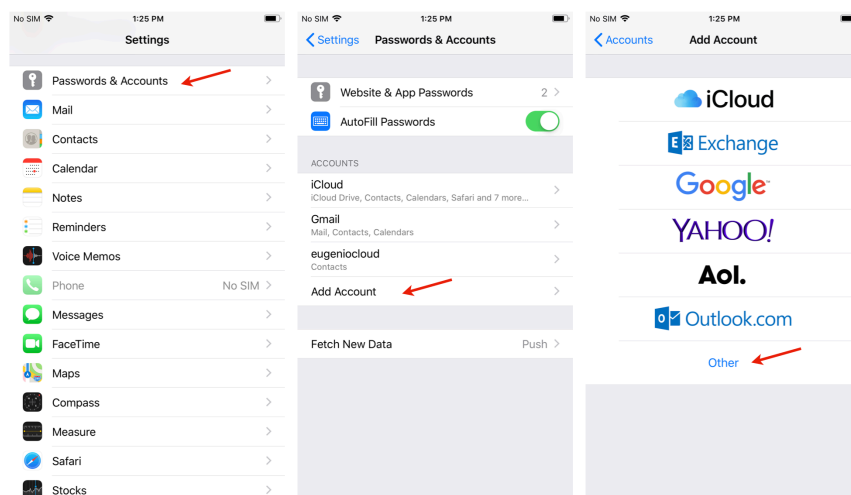 No SIM 1:25 PM
Settings
Passwords & Accounts
Mail
Contacts
Calendar
Notes
Reminders
Voice Memos
Phone No SIM
Messages
FaceTime
Maps
Compass
Measure
Safari
Stocks
No SIM 1:25 PM
Settings Passwords & Accounts
Website & App Passwords 2
AutoFill Passwords
ACCOUNTS
iCloud
iCloud Drive, Contacts, Calendars, Safari and 7 more...
Gmail
Mail, Contacts, Calendars
eugeniocloud
Contacts
Add Account
Fetch New Data Push
No SIM 1:25 PM
Accounts Add Account
iCloud
Exchange
Google
YAHOO!
Aol.
Outlook.com
Other